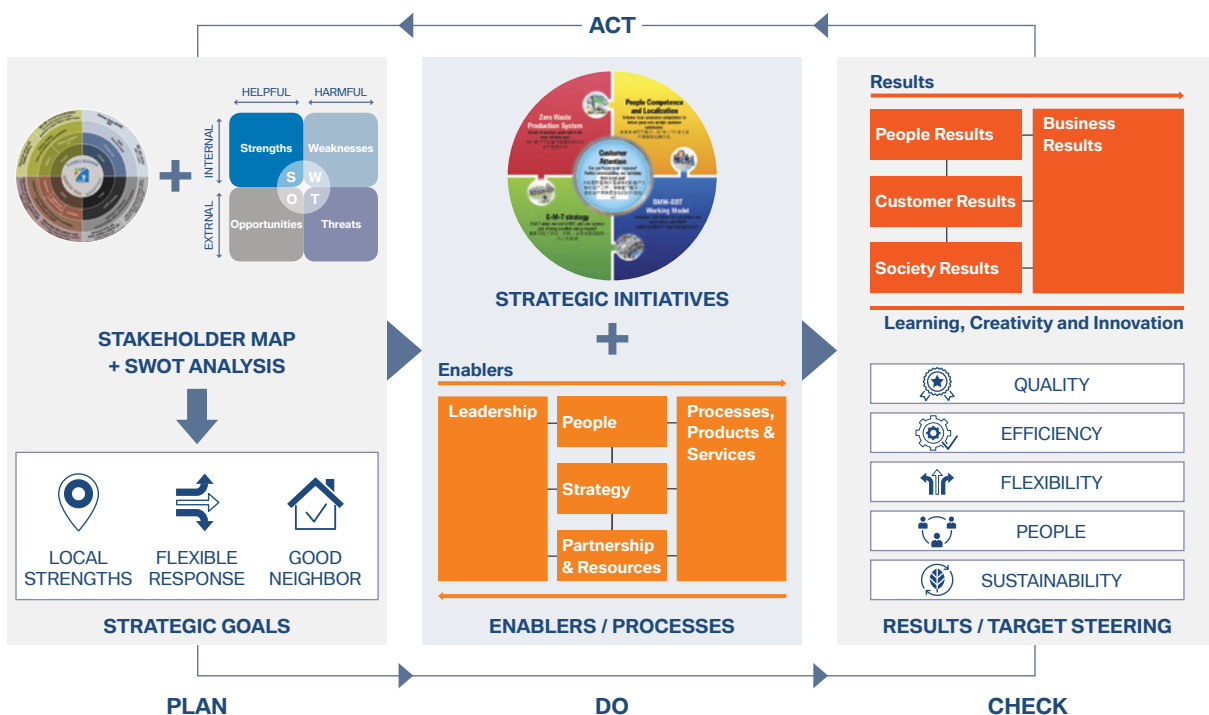 ACT
HELPFUL
HARMFUL
INTERNAL
EXTRNAL
Strengths
Weaknesses
S
W
O
T
Opportunities
Threats
STAKEHOLDER MAP
+ SWOT ANALYSIS
LOCAL
STRENGTHS
FLEXIBLE
RESPONSE
GOOD
NEIGHBOR
STRATEGIC GOALS
PLAN
Zero Waste
Production System
People Competence
and Localization
Customer
Attention
E-M-T strategy
BMW-BBT
Working Model
STRATEGIC INITIATIVES
Enablers
Leadership
People
Strategy
Partnership
& Resources
Processes,
Products &
Services
ENABLERS / PROCESSES
DO
Results
People Results
Customer Results
Society Results
Business
Results
Learning, Creativity and Innovation
QUALITY
EFFICIENCY
FLEXIBILITY
PEOPLE
SUSTAINABILITY
RESULTS / TARGET STEERING
CHECK